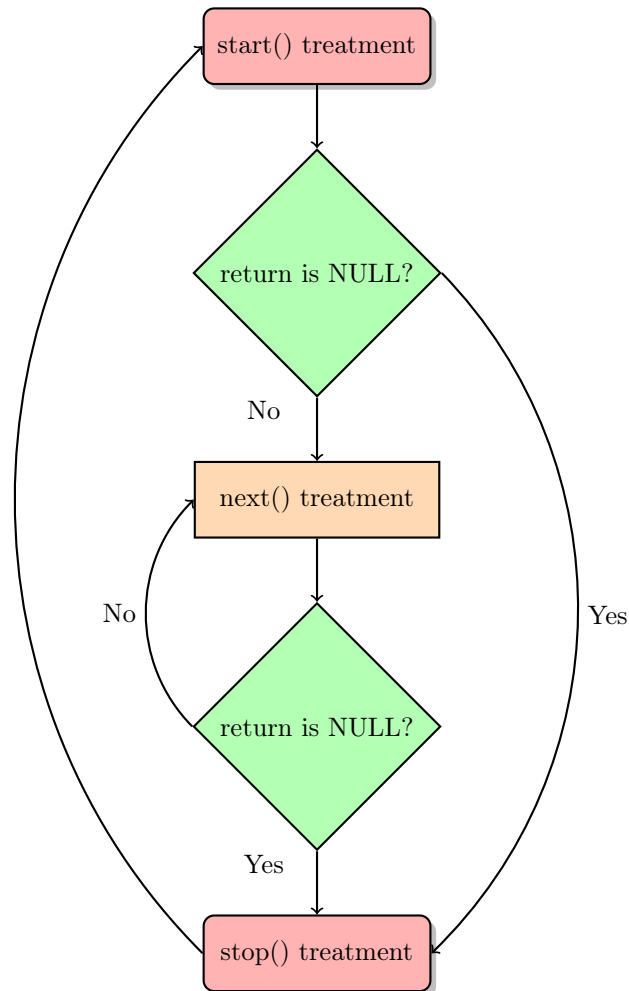 start() treatment
return is NULL?
No
next() treatment
No
Yes
return is NULL?
Yes
stop() treatment